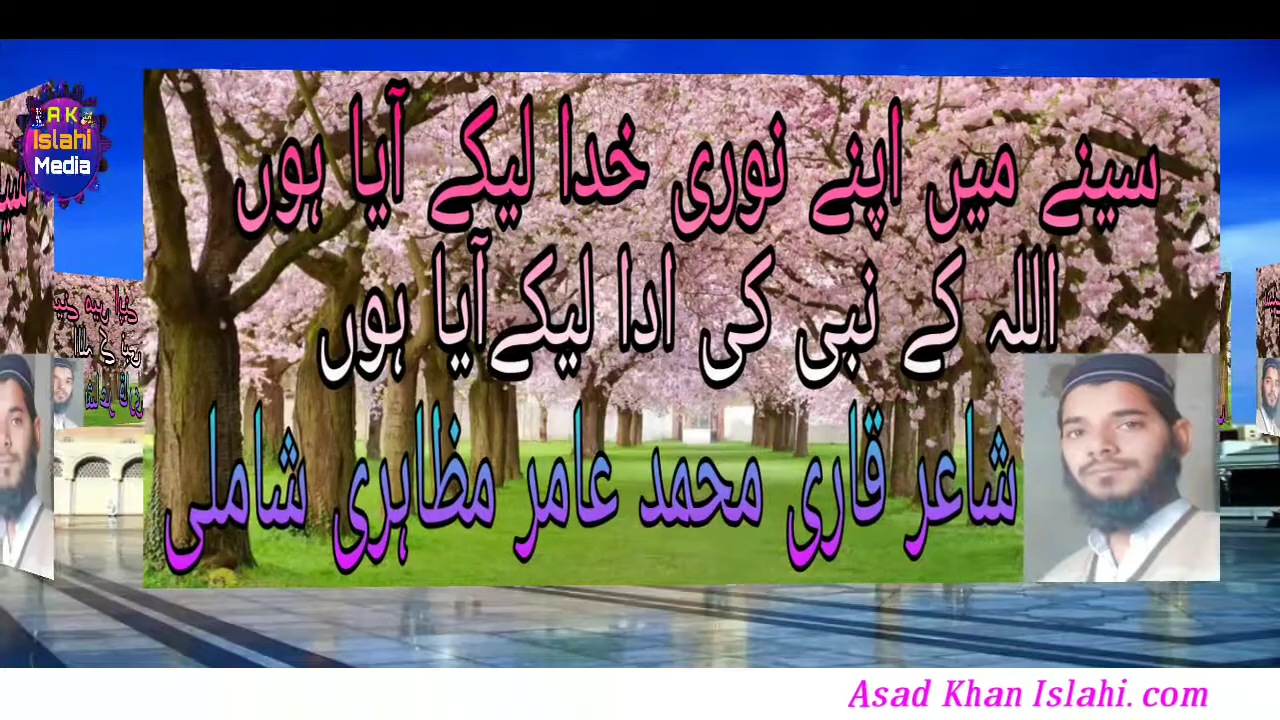 A K
Islahi
Media
سینے میں اپنے نوری خدا لیکے آیا ہوں
اللہ کے نبی کی ادا لیکے آیا ہوں
شاعر قاری محمد عامر مظاہری شاملی
Asad Khan Islahi.com